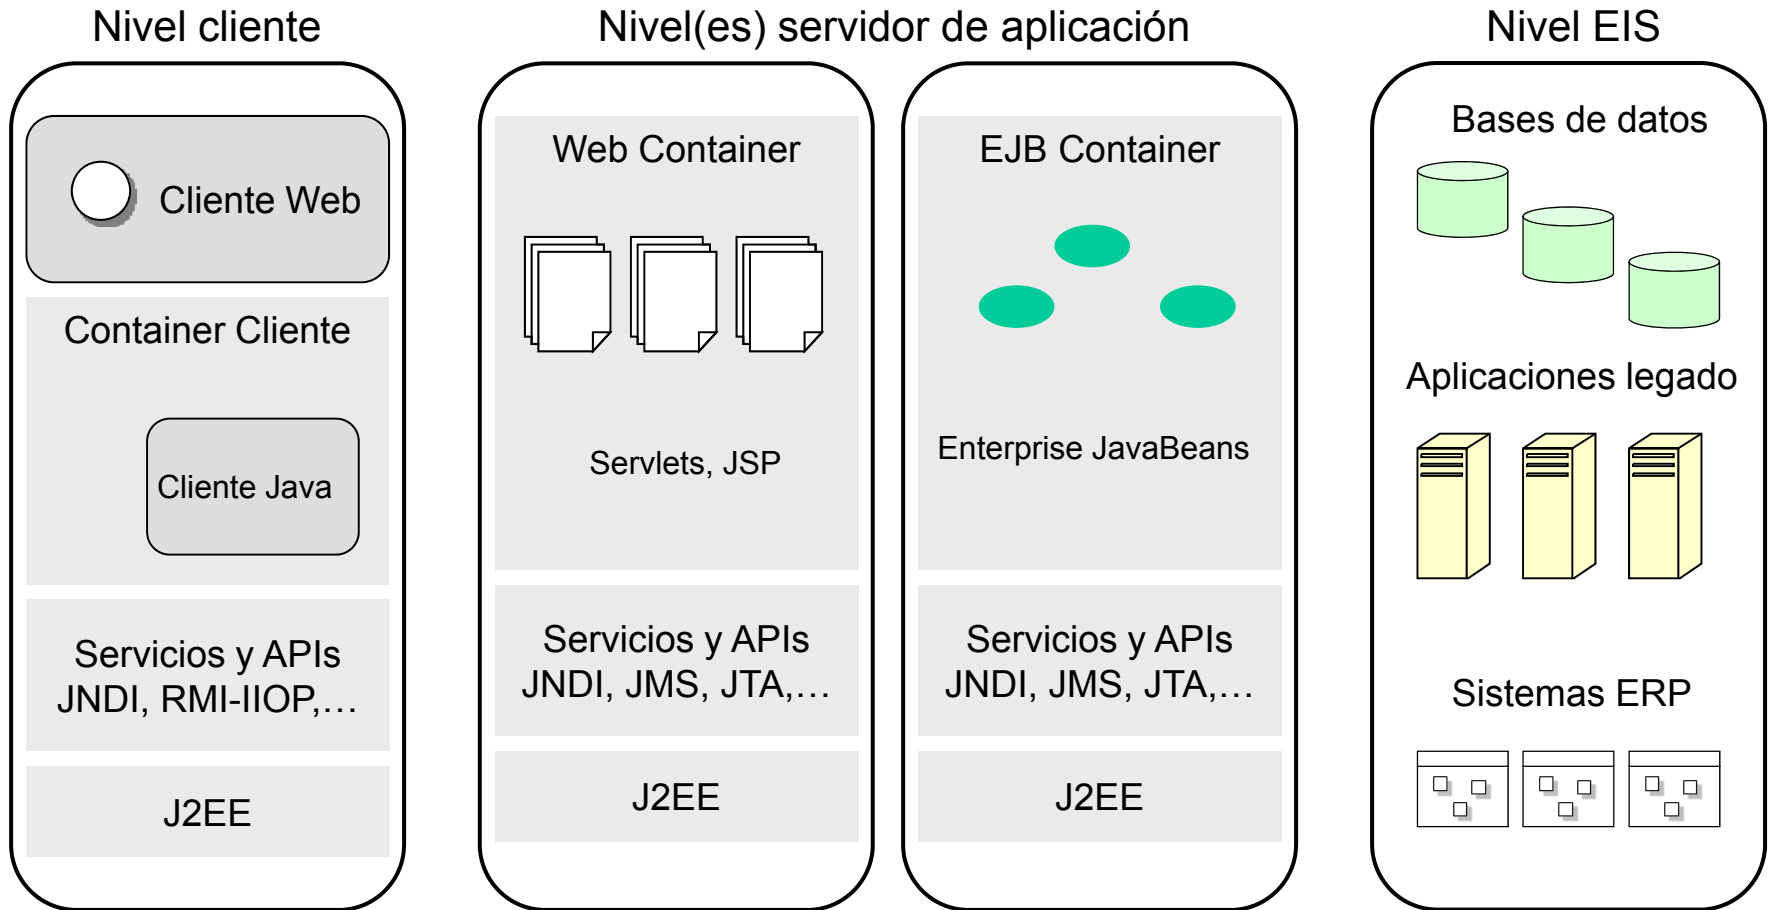 Nivel cliente
Cliente Web
Container Cliente
Cliente Java
Servicios y APIs
JNDI, RMI-IIOP,…
J2EE
Nivel(es) servidor de aplicación
Web Container
Servlets, JSP
Servicios y APIs
JNDI, JMS, JTA,…
J2EE
EJB Container
Enterprise JavaBeans
Servicios y APIs
JNDI, JMS, JTA,…
J2EE
Nivel EIS
Bases de datos
Aplicaciones legado
Sistemas ERP